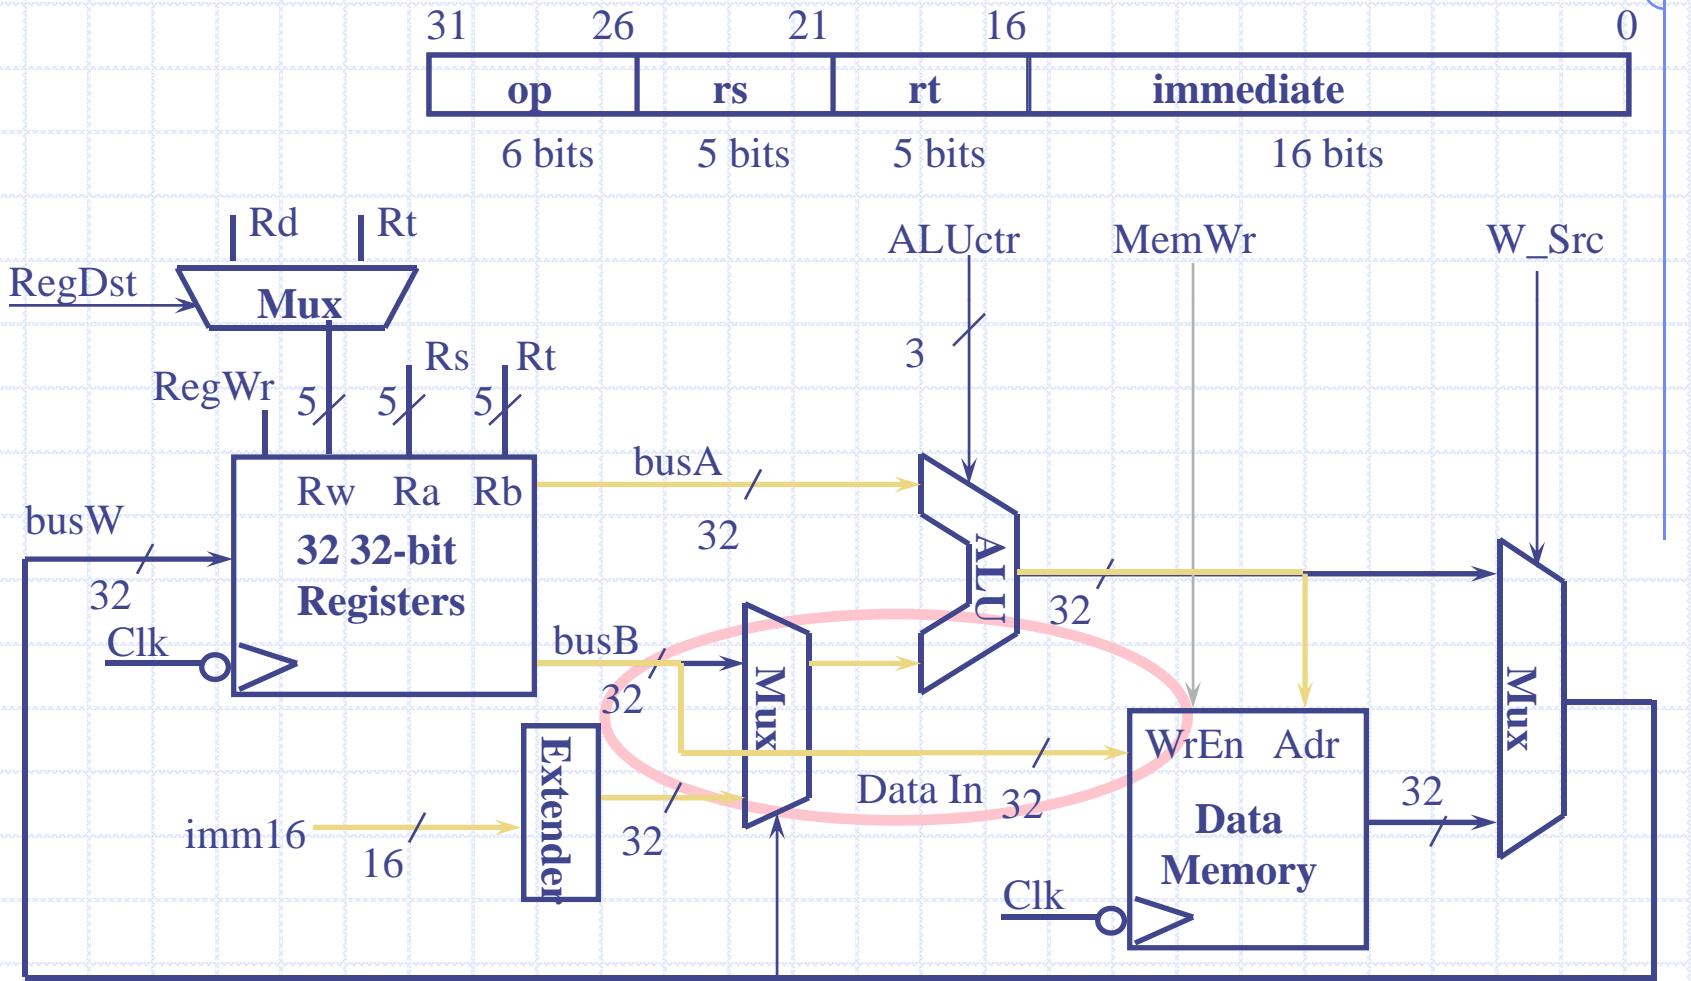 31 26 21 16 0
op rs rt immediate
6 bits 5 bits 5 bits 16 bits
Rd Rt
ALUctr MemWr W_Src
RegDst
Mux
3
Rs Rt
RegWr 5 5 5
busA
32
Rw Ra Rb
busW
32
32 32-bit
Registers
ALU
32
Clk
busB
32
Mux
Mux
WrEn Adr
Extender
Data In 32
32
imm16
16
32
Data
Memory
Clk